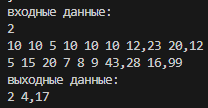 входные данные:
2
10 10 5 10 10 10 12,23 20,12
5 15 20 7 8 9 43,28 16,99
выходные данные:
2 4,17